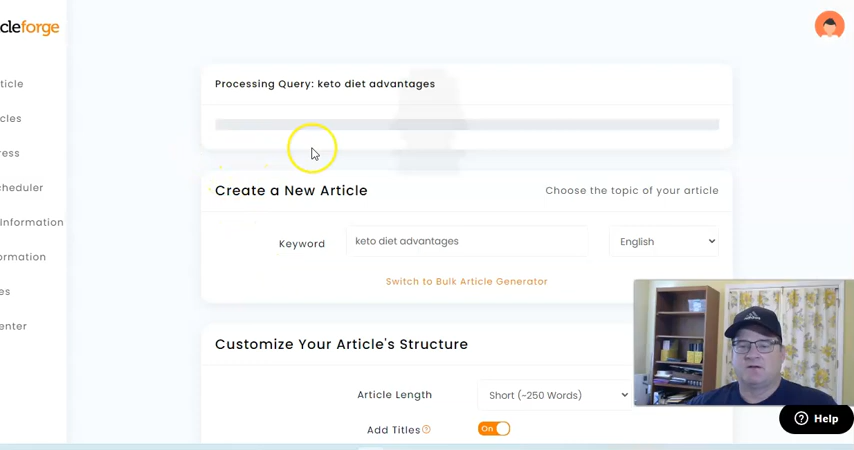 cleforge
ticle
cles
ress
cheduler
Information
ormation
es
enter
Processing Query: keto diet advantages
Create a New Article
Choose the topic of your article
Keyword
keto diet advantages
English
Switch to Bulk Article Generator
Customize Your Article's Structure
Article Length
Short (~250 Words)
Add Titles ?
On
? Help